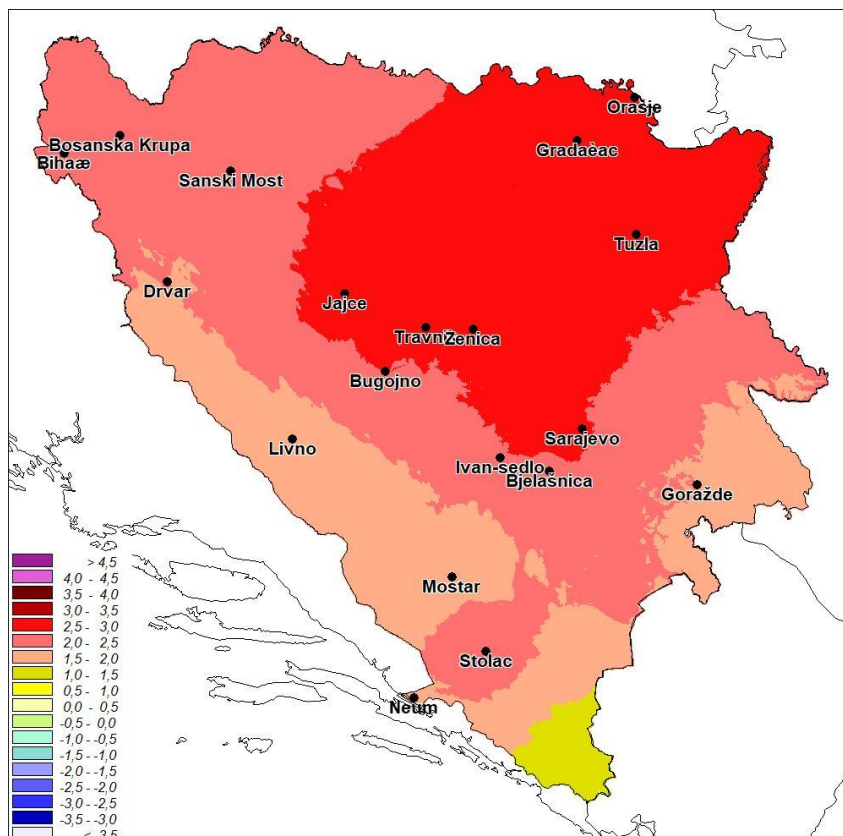 Orašje
Bosanska Krupa
Gradaèac
Bihaæ
Sanski Most
Tuzla
Drvar
Jajce
Travni
Zenica
Bugojno
Sarajevo
Livno
Ivan-sedlo
Bjelašnica
Goražde
Mostar
Stolac
Neum
> 4,5
4,0 - 4,5
3,5 - 4,0
3,0 - 3,5
2,5 - 3,0
2,0 - 2,5
1,5 - 2,0
1,0 - 1,5
0,5 - 1,0
0,0 - 0,5
-0,5 - 0,0
-1,0 - -0,5
-1,5 - -1,0
-2,0 - -1,5
-2,5 - -2,0
-3,0 - -2,5
-3,5 - -3,0
< -3,5